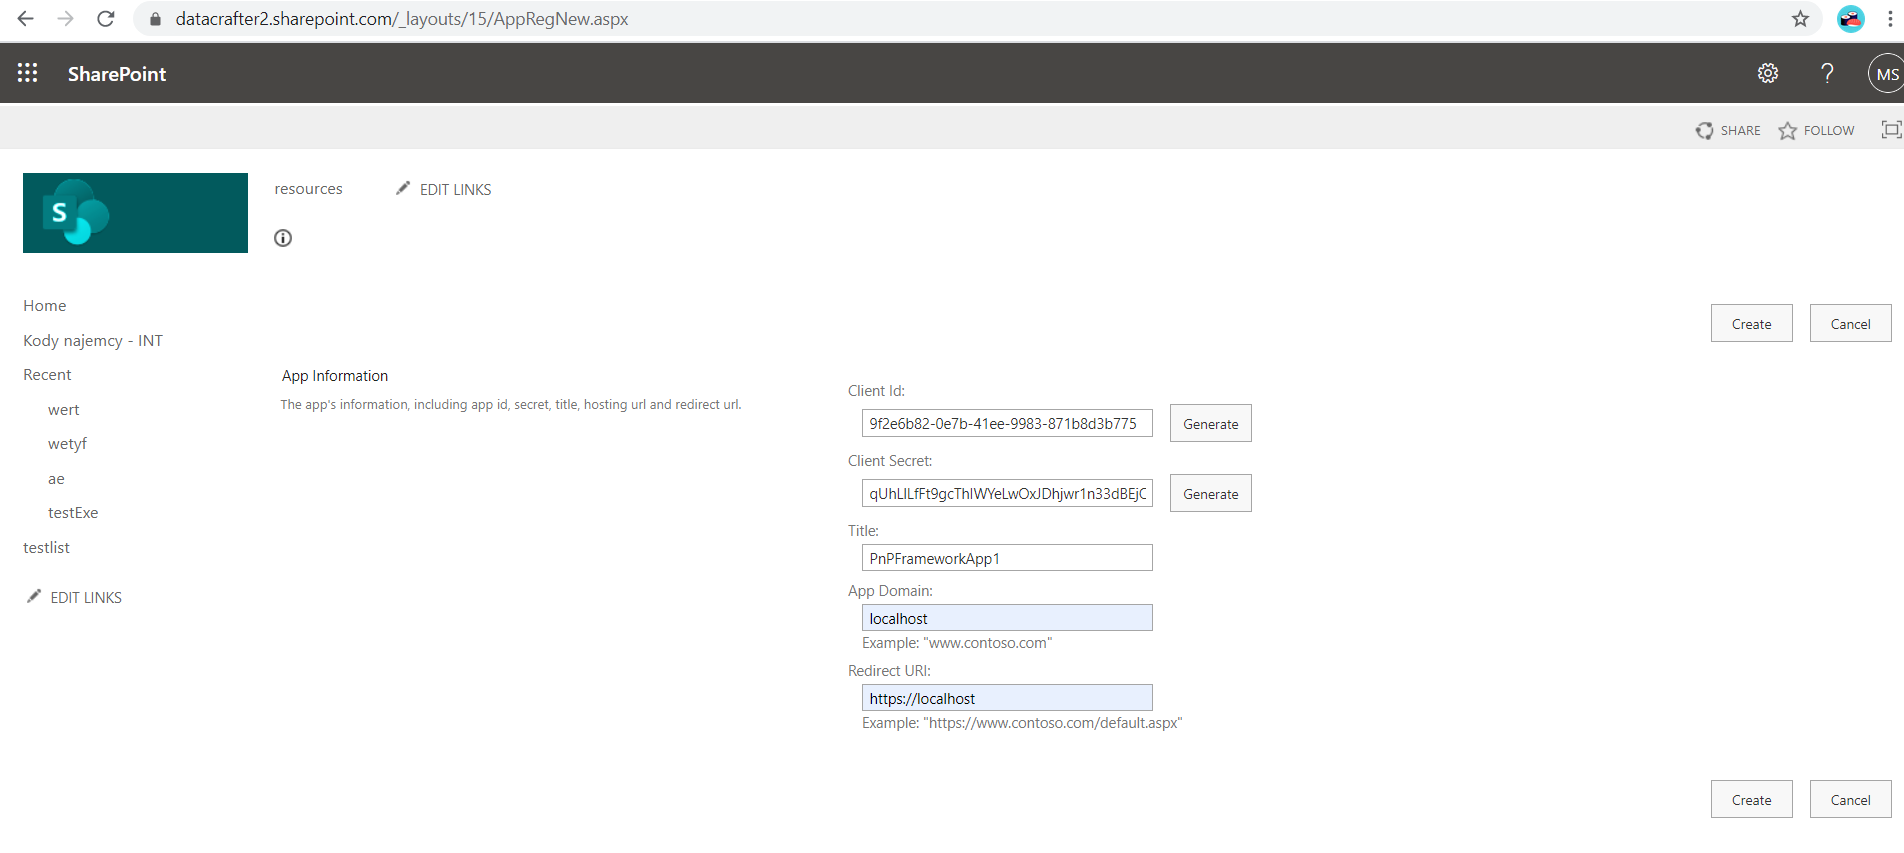 datacrafter2.sharepoint.com/_layouts/15/AppRegNew.aspx
SharePoint
MS
SHARE FOLLOW
S
resources EDIT LINKS
Home
Kody najemcy - INT
Recent
wert
wetyf
ae
testExe
testlist
EDIT LINKS
Create Cancel
App Information
The app's information, including app id, secret, title, hosting url and redirect url.
Client Id:
9f2e6b82-0e7b-41ee-9983-871b8d3b775
Generate
Client Secret:
Generate
Title:
PnPFrameworkApp1
App Domain:
localhost
Example: "www.contoso.com"
Redirect URI:
https://localhost
Example: "https://www.contoso.com/default.aspx"
Create Cancel